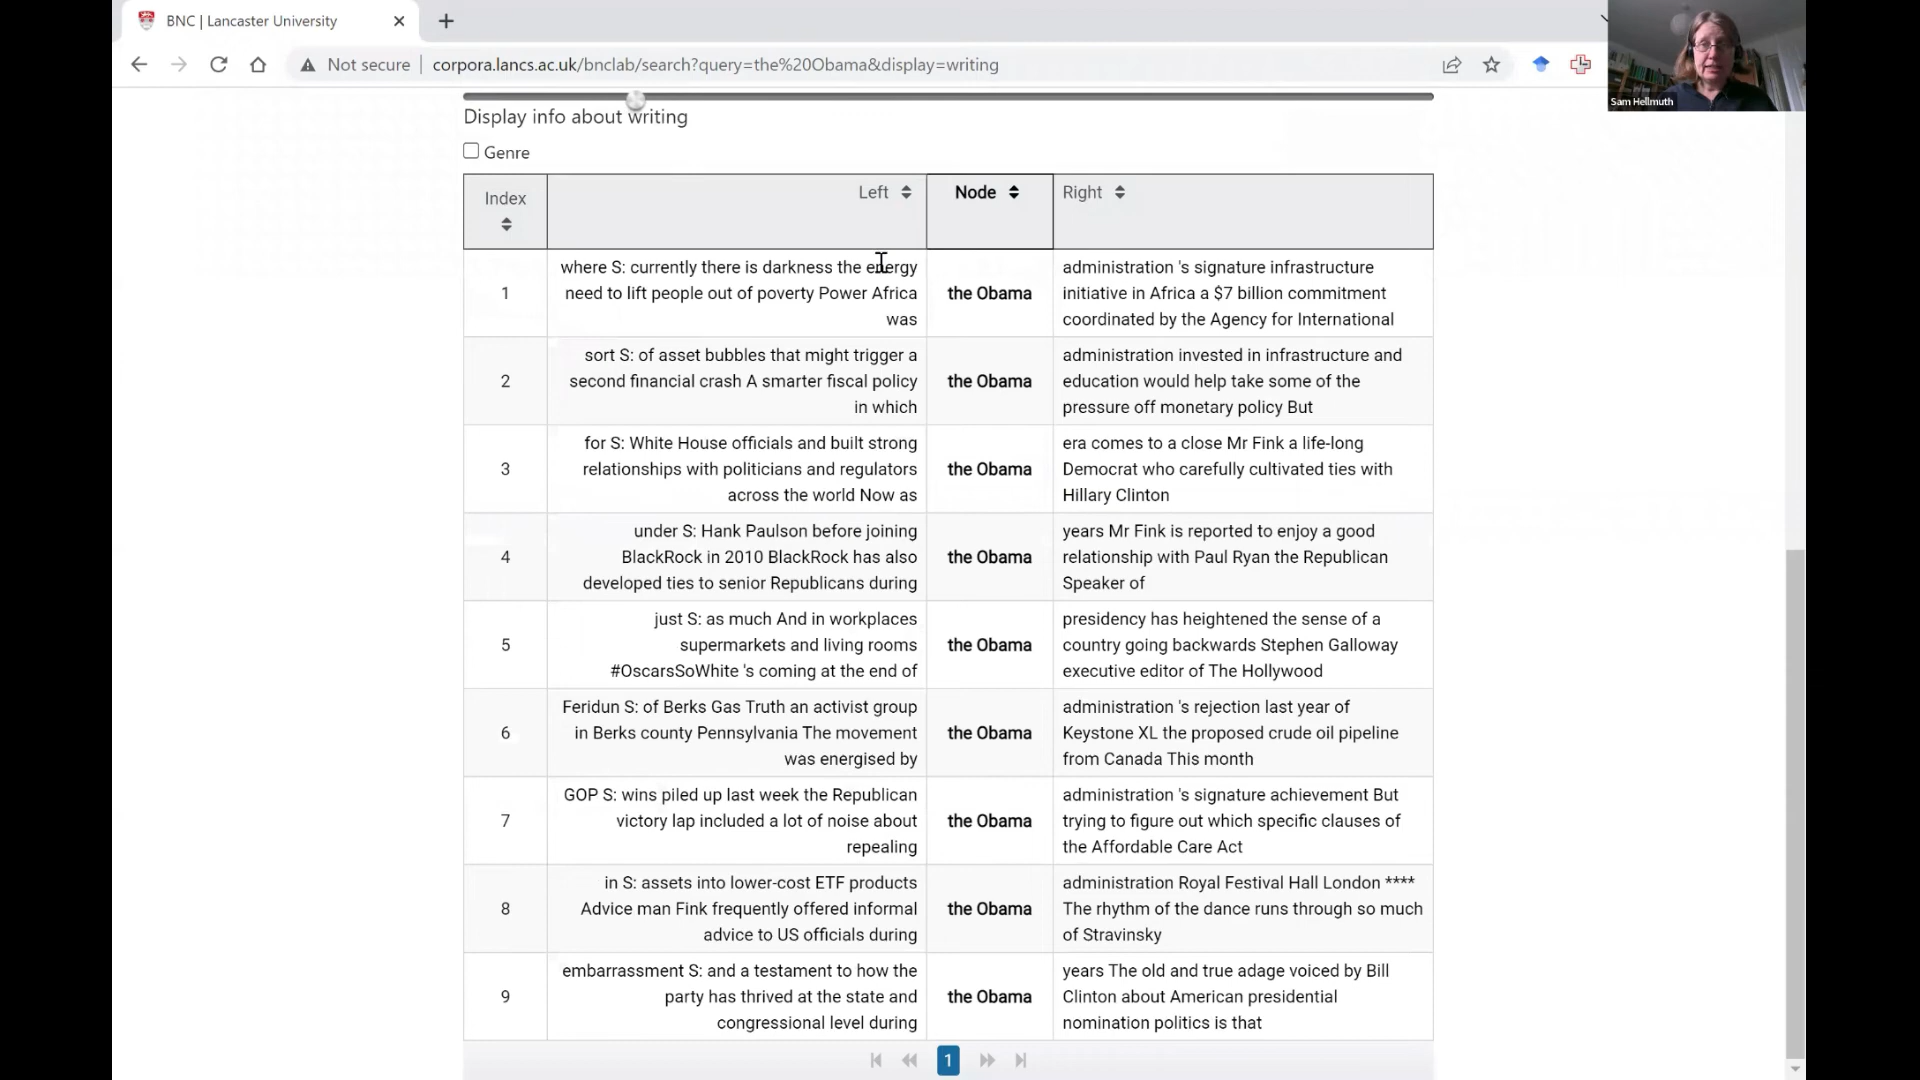 BNC | Lancaster University
Not secure
corpora.lancs.ac.uk/bnclab/search?query=the%20Obama&display=writing
Sam Hellmuth
Display info about writing
Genre
Index
Left
Node
Right
1
where S: currently there is darkness the energy
need to lift people out of poverty Power Africa
was
the Obama
administration 's signature infrastructure
initiative in Africa a $7 billion commitment
coordinated by the Agency for International
2
sort S: of asset bubbles that might trigger a
second financial crash A smarter fiscal policy
in which
the Obama
administration invested in infrastructure and
education would help take some of the
pressure off monetary policy But
3
for S: White House officials and built strong
relationships with politicians and regulators
across the world Now as
the Obama
era comes to a close Mr Fink a life-long
Democrat who carefully cultivated ties with
Hillary Clinton
4
under S: Hank Paulson before joining
BlackRock in 2010 BlackRock has also
developed ties to senior Republicans during
the Obama
years Mr Fink is reported to enjoy a good
relationship with Paul Ryan the Republican
Speaker of
5
just S: as much And in workplaces
supermarkets and living rooms
#OscarsSoWhite 's coming at the end of
the Obama
presidency has heightened the sense of a
country going backwards Stephen Galloway
executive editor of The Hollywood
6
Feridun S: of Berks Gas Truth an activist group
in Berks county Pennsylvania The movement
was energised by
the Obama
administration 's rejection last year of
Keystone XL the proposed crude oil pipeline
from Canada This month
7
GOP S: wins piled up last week the Republican
victory lap included a lot of noise about
repealing
the Obama
administration 's signature achievement But
trying to figure out which specific clauses of
the Affordable Care Act
8
in S: assets into lower-cost ETF products
Advice man Fink frequently offered informal
advice to US officials during
the Obama
administration Royal Festival Hall London ****
The rhythm of the dance runs through so much
of Stravinsky
9
embarrassment S: and a testament to how the
party has thrived at the state and
congressional level during
the Obama
years The old and true adage voiced by Bill
Clinton about American presidential
nomination politics is that
1